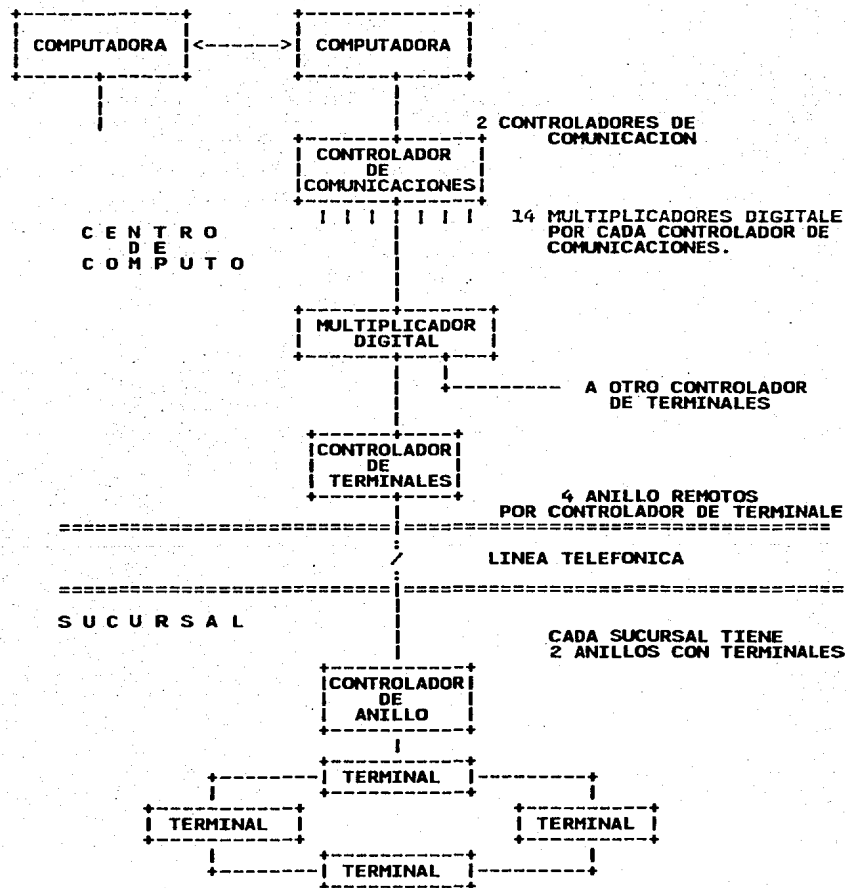 COMPUTADORA <------> COMPUTADORA
2 CONTROLADORES DE
COMUNICACION
CONTROLADOR
DE
COMUNICACIONES
14 MULTIPLICADORES DIGITALE
POR CADA CONTROLADOR DE
COMUNICACIONES.
C E N T R O
D E
C O M P U T O
MULTIPLICADOR
DIGITAL
A OTRO CONTROLADOR
DE TERMINALES
CONTROLADOR
DE
TERMINALES
4 ANILLO REMOTOS
POR CONTROLADOR DE TERMINALE
LINEA TELEFONICA
S U C U R S A L
CADA SUCURSAL TIENE
2 ANILLOS CON TERMINALES
CONTROLADOR
DE
ANILLO
TERMINAL
TERMINAL TERMINAL
TERMINAL